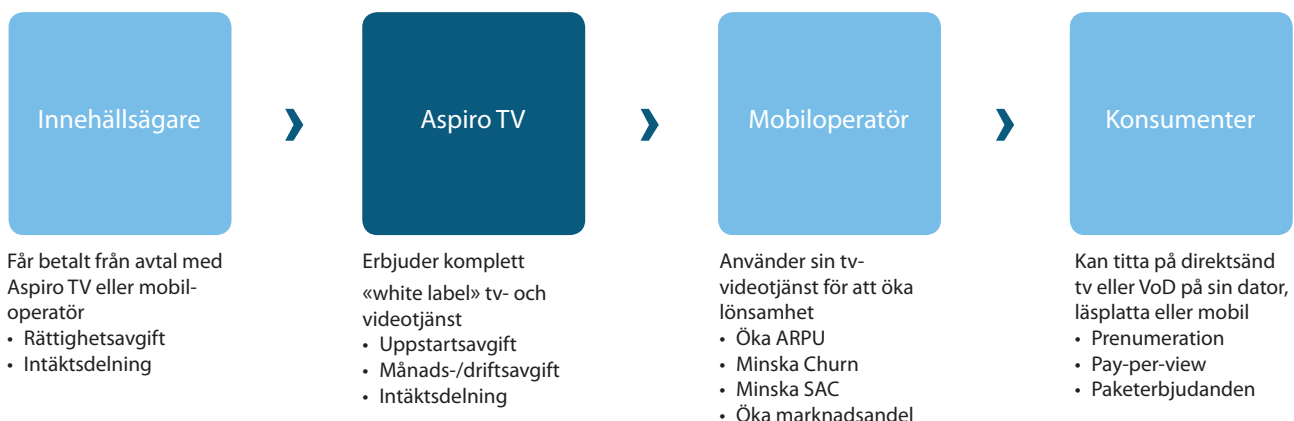 Innehällsägare
Aspiro TV
Mobiloperatör
Konsumenter
Får betalt från avtal med
Aspiro TV eller mobil-
operatör
• Rättighetsavgift
• Intäktsdelning
Erbjuder komplett
«white label» tv- och
videotjänst
• Uppstartsavgift
• Månads-/driftsavgift
• Intäktsdelning
Använder sin tv-
videotjänst för att öka
lönsamhet
• Öka ARPU
• Minska Churn
• Minska SAC
• Öka marknadsandel
Kan titta på direktsänd
tv eller VoD på sin dator,
läsplatta eller mobil
• Prenumeration
• Pay-per-view
• Paketerbjudanden